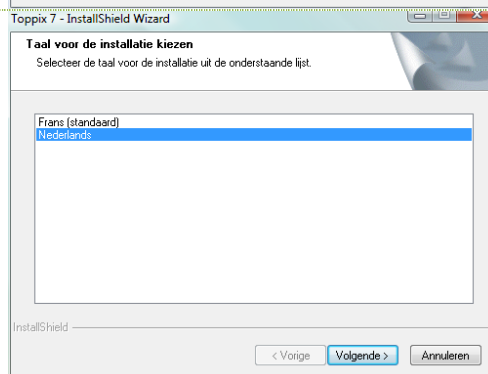 Toppix 7 - InstallShield Wizard
Taal voor de installatie kiezen
Selecteer de taal voor de installatie uit de onderstaande lijst.
Frans (standaard)
Nederlands
InstallShield
< Vorige
Volgende >
Annuleren